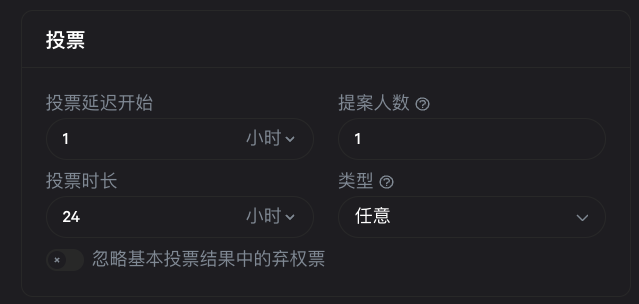 投票
投票延迟开始
提案人数
1 小时
1
投票时长
类型
24 小时
任意
忽略基本投票结果中的弃权票